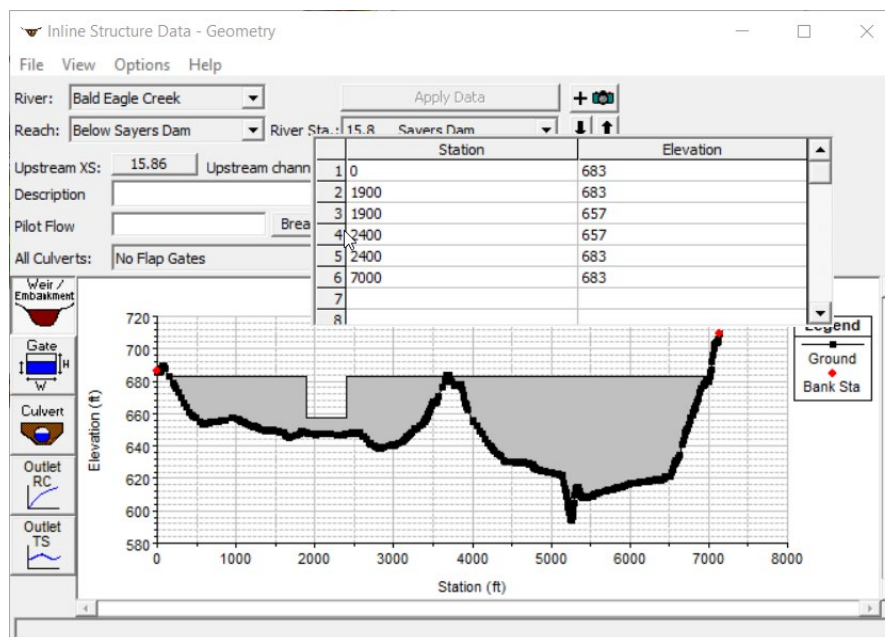 Inline Structure Data - Geometry
File View Options Help
River: Bald Eagle Creek Apply Data
Reach: Below Sayers Dam River Sta.: 15.8 Sayers Dam
Upstream XS: 15.86 Upstream chann
Description
Pilot Flow Brea
All Culverts: No Flap Gates
Station Elevation
1 0 683
2 1900 683
3 1900 657
4 2400 657
5 2400 683
6 7000 683
7
8
Weir /
Embankment
Gate
H
W
Culvert
Outlet
RC
Outlet
TS
720
700
680
660
640
620
600
580
Elevation (ft)
0 1000 2000 3000 4000 5000 6000 7000 8000
Station (ft)
Legend
Ground
Bank Sta